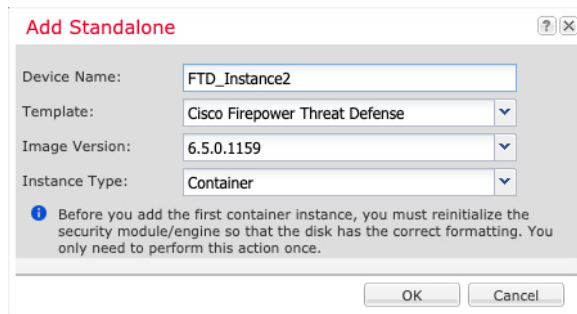 Add Standalone
Device Name: FTD_Instance2
Template: Cisco Firepower Threat Defense
Image Version: 6.5.0.1159
Instance Type: Container
Before you add the first container instance, you must reinitialize the
security module/engine so that the disk has the correct formatting. You
only need to perform this action once.
OK Cancel